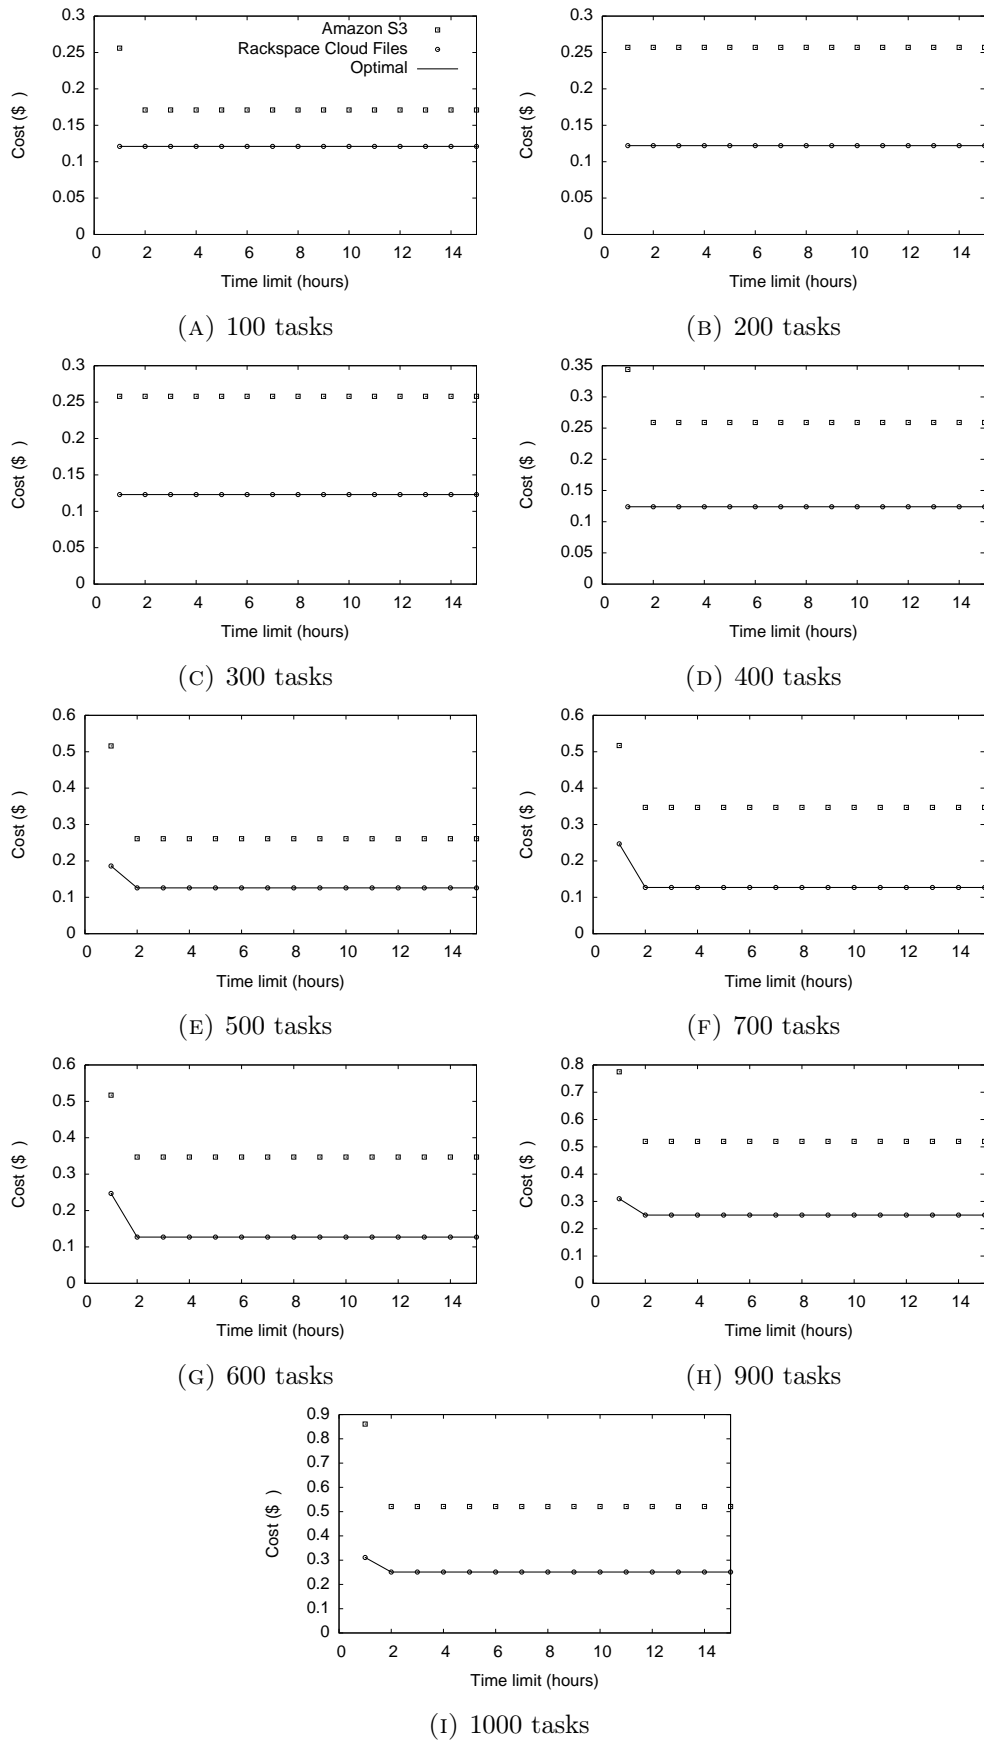 0.3
0.25
0.2
0.15
0.1
0.05
0
0 2 4 6 8 10 12 14
Cost ($ )
Time limit (hours)
Amazon S3
Rackspace Cloud Files
Optimal
(A) 100 tasks
0.3
0.25
0.2
0.15
0.1
0.05
0
0 2 4 6 8 10 12 14
Cost ($ )
Time limit (hours)
(B) 200 tasks
0.3
0.25
0.2
0.15
0.1
0.05
0
0 2 4 6 8 10 12 14
Cost ($ )
Time limit (hours)
(C) 300 tasks
0.35
0.3
0.25
0.2
0.15
0.1
0.05
0
0 2 4 6 8 10 12 14
Cost ($ )
Time limit (hours)
(D) 400 tasks
0.6
0.5
0.4
0.3
0.2
0.1
0
0 2 4 6 8 10 12 14
Cost ($ )
Time limit (hours)
(E) 500 tasks
0.6
0.5
0.4
0.3
0.2
0.1
0
0 2 4 6 8 10 12 14
Cost ($ )
Time limit (hours)
(F) 700 tasks
0.6
0.5
0.4
0.3
0.2
0.1
0
0 2 4 6 8 10 12 14
Cost ($ )
Time limit (hours)
(G) 600 tasks
0.8
0.7
0.6
0.5
0.4
0.3
0.2
0.1
0
0 2 4 6 8 10 12 14
Cost ($ )
Time limit (hours)
(H) 900 tasks
0.9
0.8
0.7
0.6
0.5
0.4
0.3
0.2
0.1
0
0 2 4 6 8 10 12 14
Cost ($ )
Time limit (hours)
(I) 1000 tasks